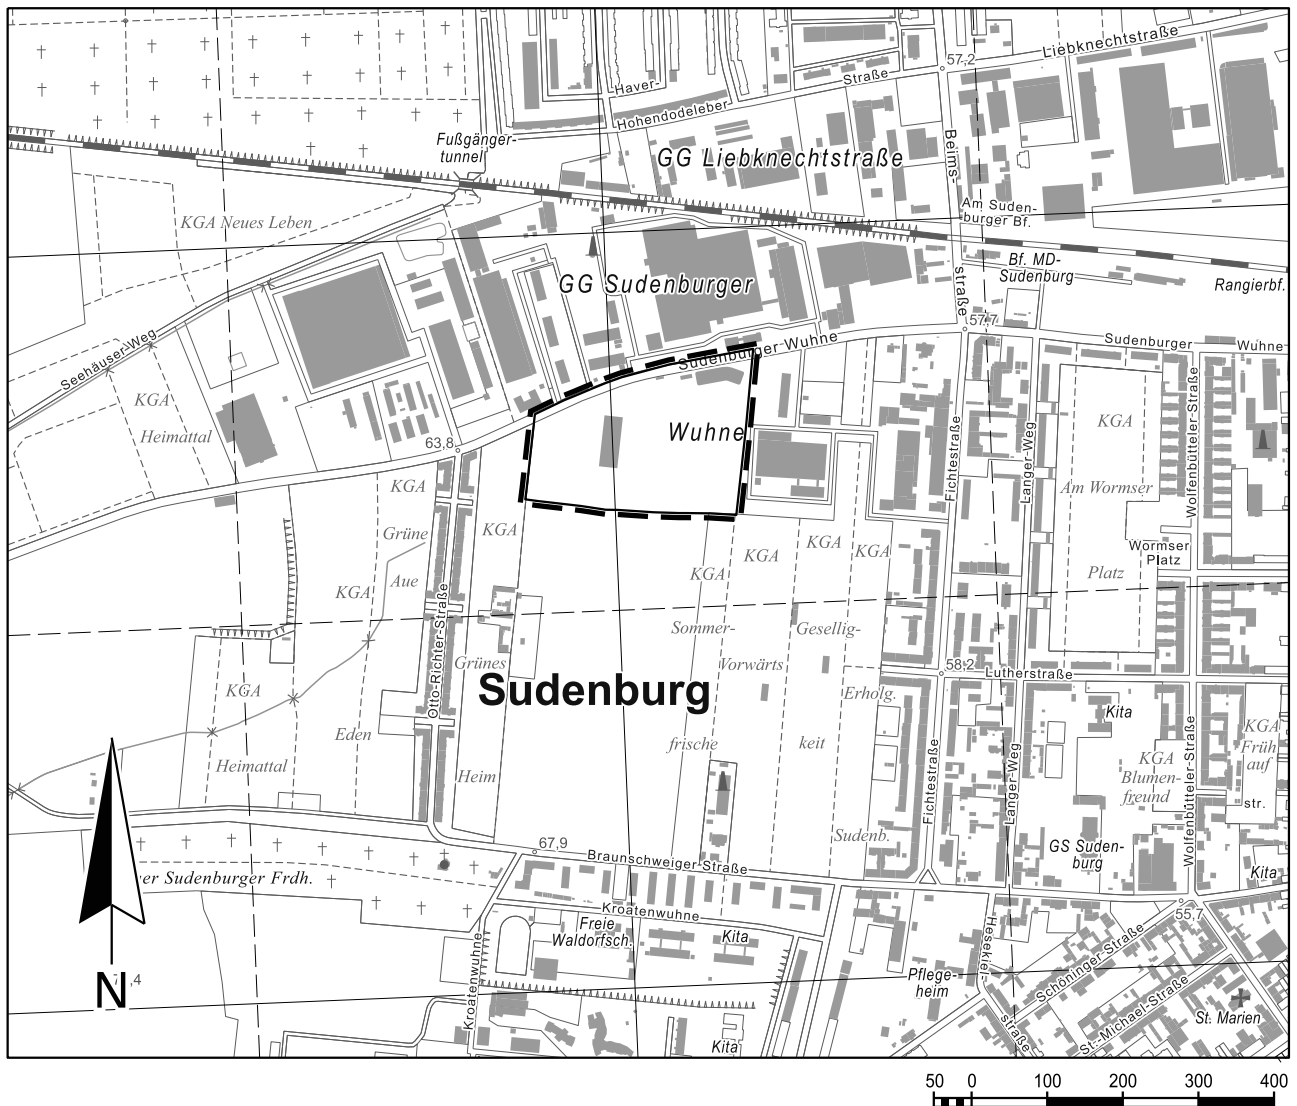 57,2
Liebknechtstraße
Haver-
Straße
Hohendodeleber
Fußgänger-
tunnel
GG Liebknechtstraße
Beims-
straße
Am Suden-
burger Bf.
KGA Neues Leben
Bf. MD-
Sudenburg
Rangierbf.
GG Sudenburger
Wuhne
57,7
Sudenburger Wuhne
Sudenburger
Wuhne
Seehäuser-Weg
KGA
Heimattal
63,8
Fichtestraße
Langer-Weg
KGA
Am Wormser
Platz
Wolfenbütteler-Straße
Wormser
Platz
KGA
Grüne
Aue
KGA
KGA
Eden
KGA
Heimattal
Otto-Richter-Straße
KGA
Grünes
Heim
KGA
Sommer-
frische
KGA
Vorwärts
KGA
Gesellig-
keit
KGA
Erholg.
Sudenb.
Sudenburg
58,2
Lutherstraße
Kita
KGA
Blumen-
freund
KGA
Früh
auf
str.
Fichtestraße
Langer-Weg
Wolfenbütteler-Straße
GS Suden-
burg
Kita
67,9
Braunschweiger-Straße
er Sudenburger Frdh.
Kroatenwuhne
Freie
Waldorfsch.
Kita
Kroatenwuhne
Hesekiel-
straße
55,7
Schöninger-Straße
St.-Michael-Straße
St. Marien
Pflege-
heim
Kita
,4
N
50 0 100 200 300 400